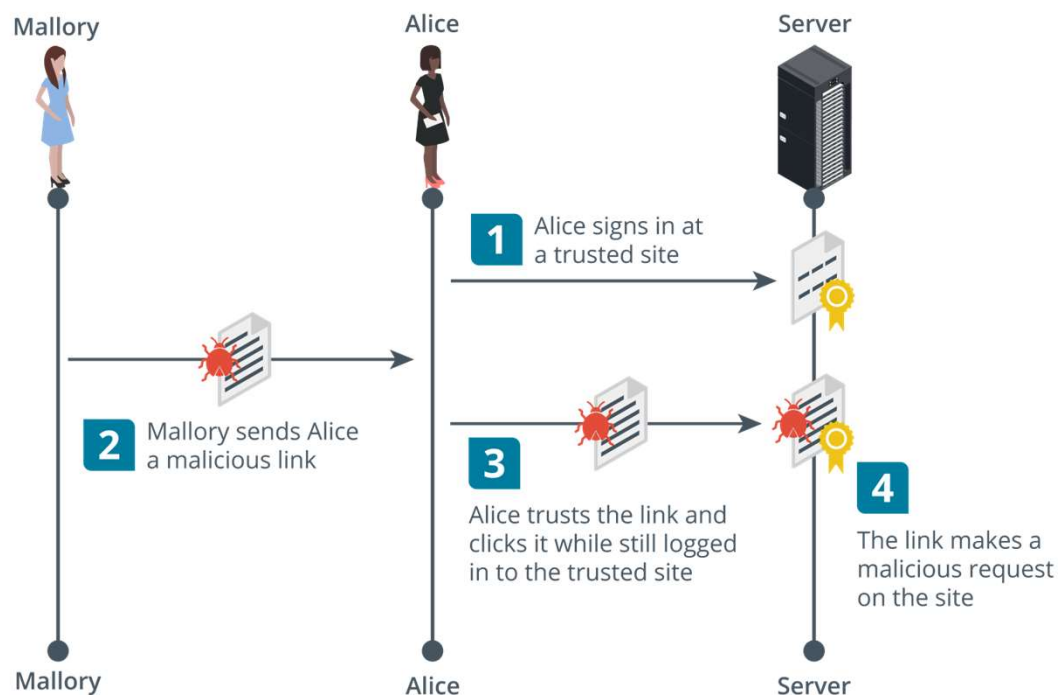 Mallory
Alice
Server
1
Alice signs in at
a trusted site
2
Mallory sends Alice
a malicious link
3
Alice trusts the link and
clicks it while still logged
in to the trusted site
4
The link makes a
malicious request
on the site
Mallory
Alice
Server